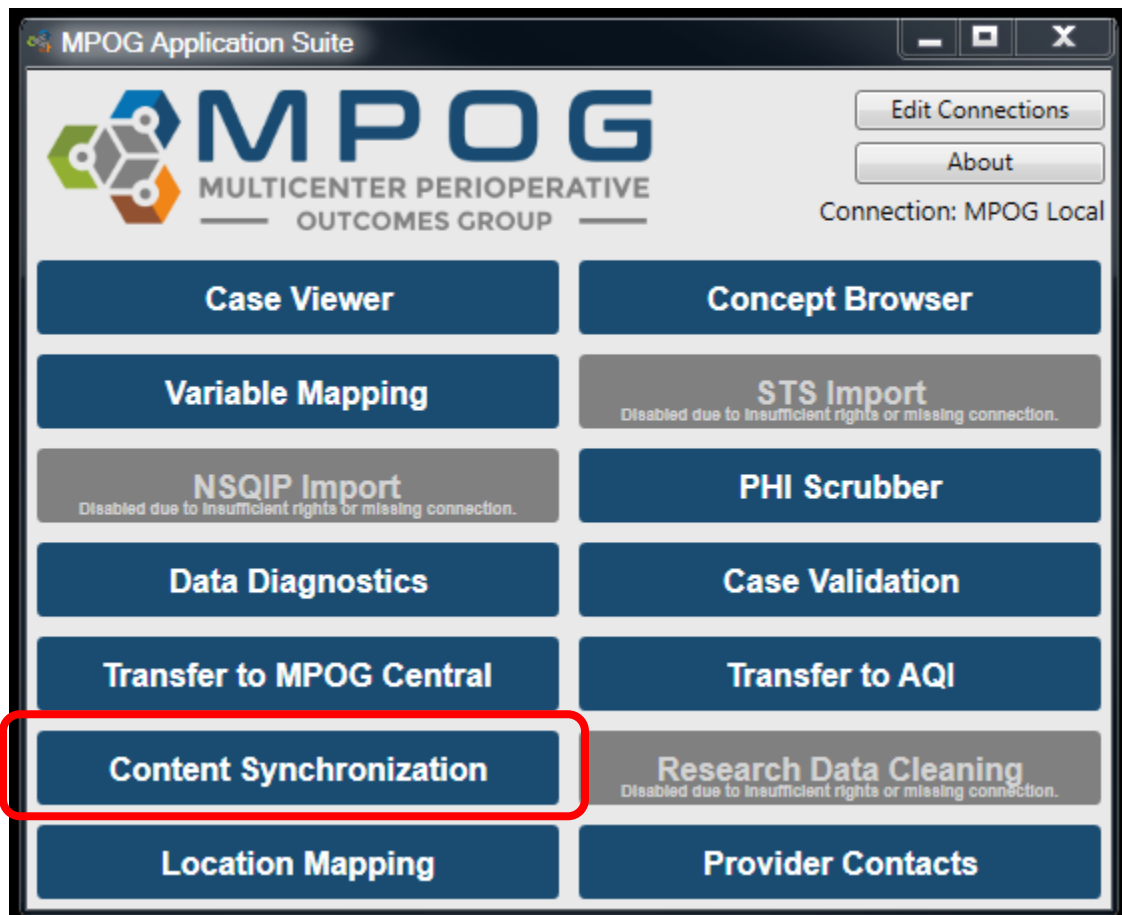 MPOG Application Suite
X
MPOG
MULTICENTER PERIOPERATIVE
OUTCOMES GROUP
Edit Connections
About
Connection: MPOG Local
Case Viewer
Concept Browser
Variable Mapping
STS Import
Disabled due to insufficient rights or missing connection.
NSQIP Import
Disabled due to insufficient rights or missing connection.
PHI Scrubber
Data Diagnostics
Case Validation
Transfer to MPOG Central
Transfer to AQI
Content Synchronization
Research Data Cleaning
Disabled due to insufficient rights or missing connection.
Location Mapping
Provider Contacts